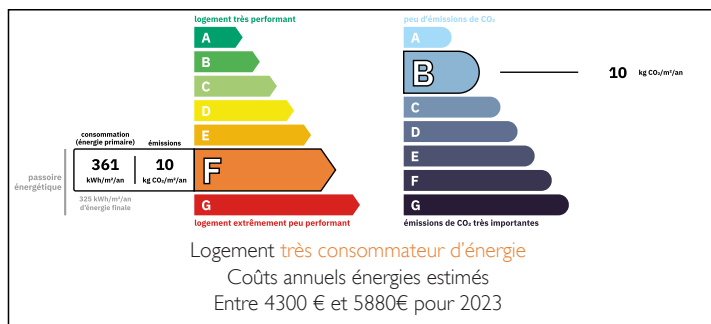 logement très performant
A
B
C
D
E
F
G
logement extrêmement peu performant
consommation
(énergie primaire)
émissions
361
10
kWh/m²/an
kg CO₂/m²/an
passoire
énergétique
325 kWh/m²/an
d'énergie finale
peu d'émissions de CO₂
A
B
10 kg CO₂/m²/an
C
D
E
F
G
émissions de CO₂ très importantes
Logement très consommateur d'énergie
Coûts annuels énergies estimés
Entre 4300 € et 5880€ pour 2023